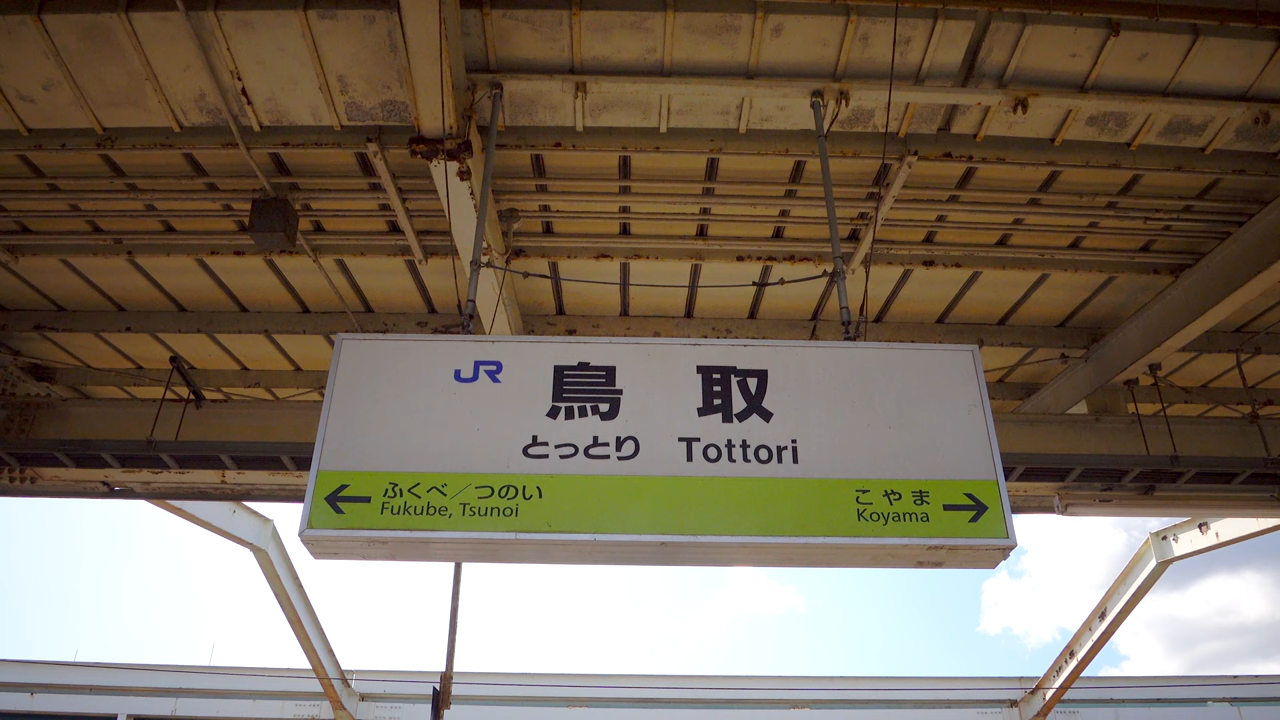 JR 鳥取
とっとり Tottori
← ふくべ／つのい
Fukube, Tsunoi
こやま →
Koyama